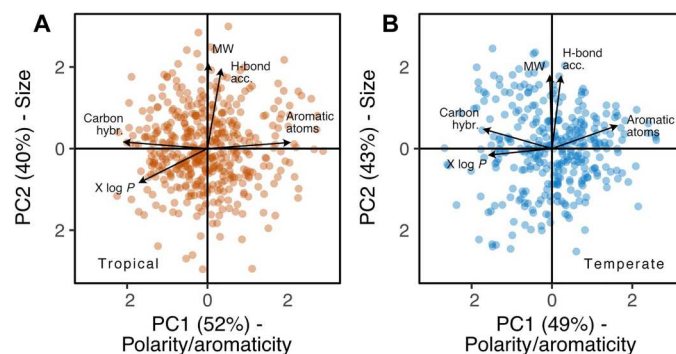 A
PC2 (40%) - Size
2
0
2
MW
H-bond
acc.
Carbon
hybr.
Aromatic
atoms
X log P
Tropical
2
0
2
PC1 (52%) -
Polarity/aromaticity
B
PC2 (43%) - Size
2
0
2
MW
H-bond
acc.
Carbon
hybr.
Aromatic
atoms
X log P
Temperate
2
0
2
PC1 (49%) -
Polarity/aromaticity